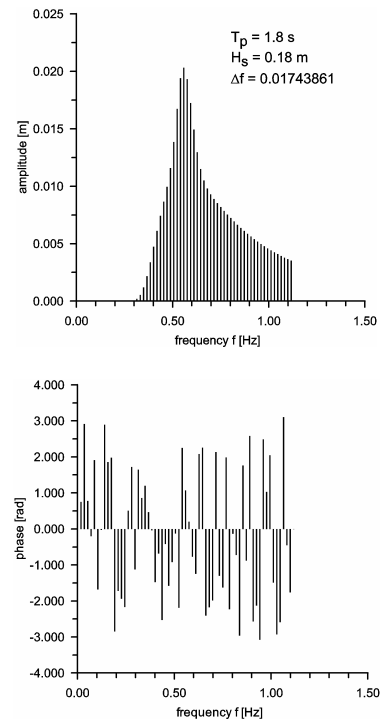 0.025
T_p = 1.8 s
H_s = 0.18 m
Δf = 0.01743861
0.020
0.015
amplitude [m]
0.010
0.005
0.000
0.00 0.50 1.00 1.50
frequency f [Hz]
4.000
3.000
2.000
1.000
phase [rad]
0.000
-1.000
-2.000
-3.000
-4.000
0.00 0.50 1.00 1.50
frequency f [Hz]